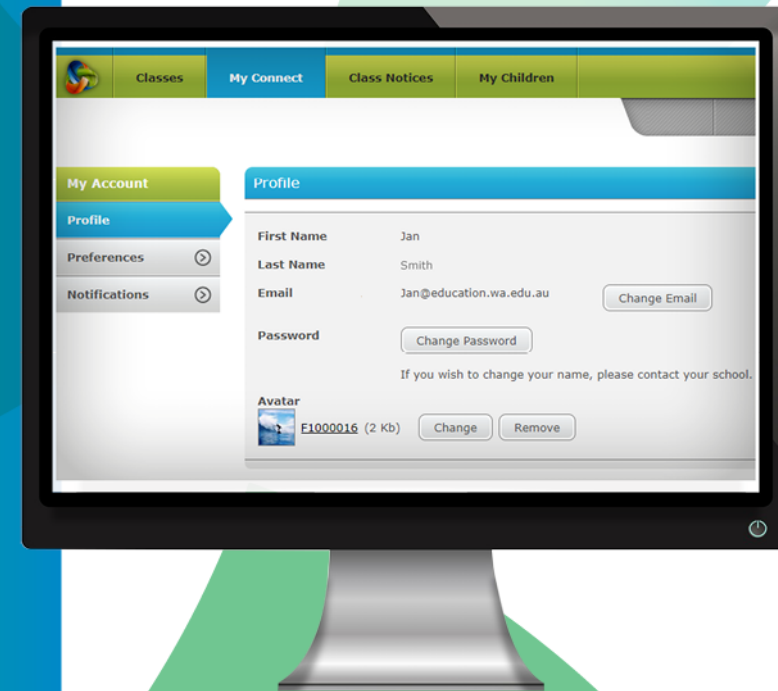 Classes My Connect Class Notices My Children
My Account
Profile
Preferences
Notifications
Profile
First Name Jan
Last Name Smith
Email Jan@education.wa.edu.au Change Email
Password Change Password
If you wish to change your name, please contact your school.
Avatar
F1000016 (2 Kb) Change Remove